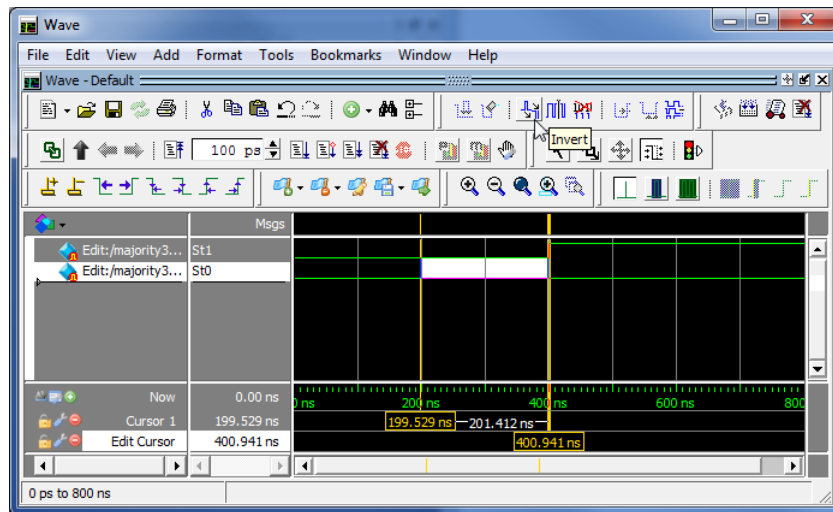 Wave
File Edit View Add Format Tools Bookmarks Window Help
Wave - Default
100 ps
Invert
Msgs
Edit:/majority3... St1
Edit:/majority3... St0
Now 0.00 ns
0 ns 200 ns 400 ns 600 ns 800
Cursor 1 199.529 ns
199.529 ns 201.412 ns
Edit Cursor 400.941 ns
400.941 ns
0 ps to 800 ns